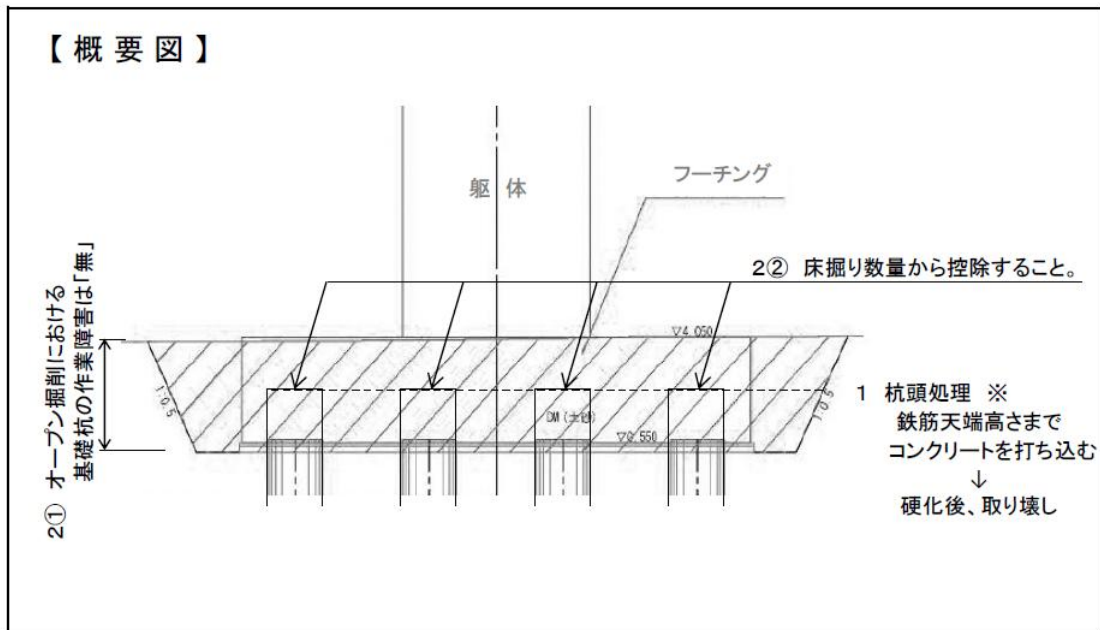 【概要図】
躯体
フーチング
2② 床掘り数量から控除すること。
▽4.050
1:0.5
1:0.5
DM(土砂)
▽0.550
2① オープン掘削における
基礎杭の作業障害は「無」
1 杭頭処理 ※
鉄筋天端高さまで
コンクリートを打ち込む
↓
硬化後、取り壊し